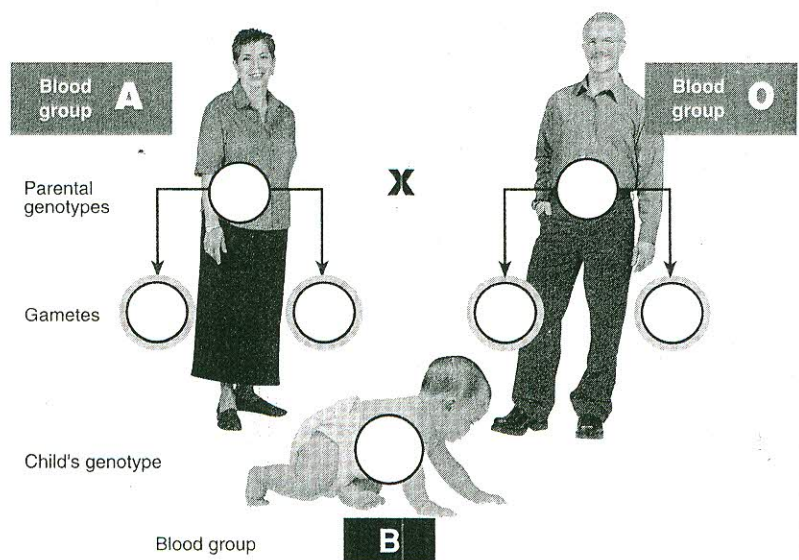 Blood
group A
Blood
group O
Parental
genotypes
X
Gametes
Child's genotype
Blood group B